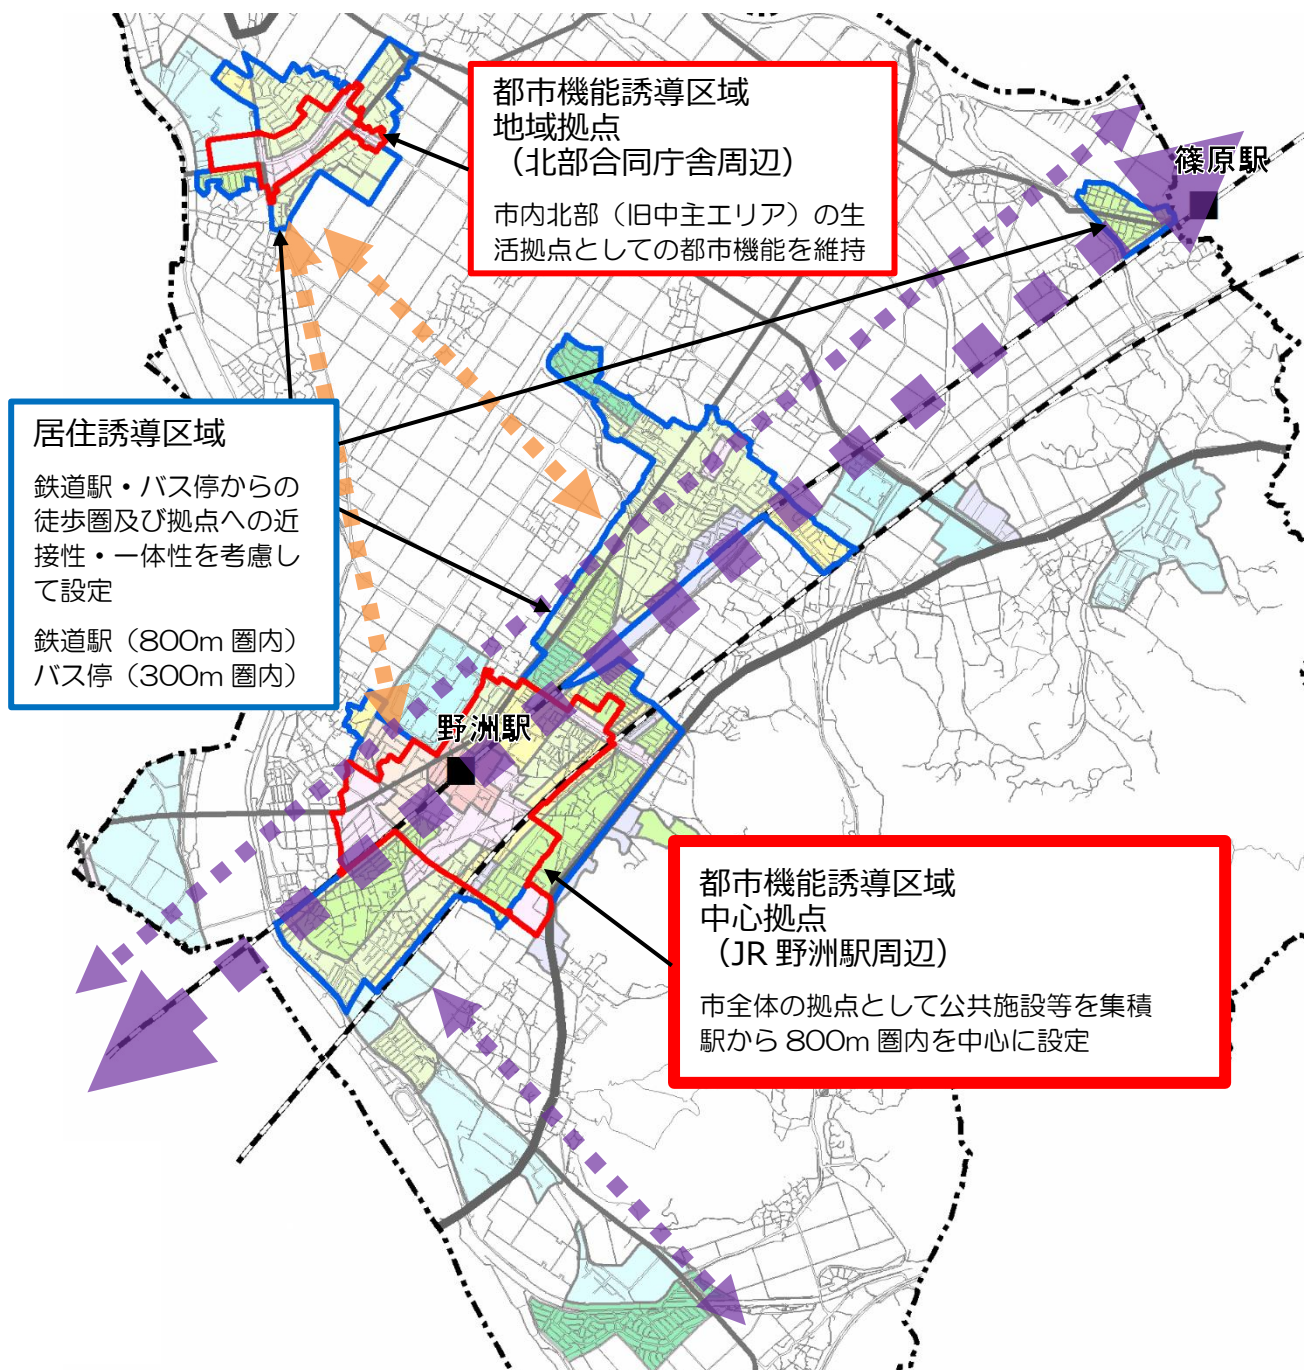 都市機能誘導区域
地域拠点
（北部合同庁舎周辺）
市内北部（旧中主エリア）の生
活拠点としての都市機能を維持
篠原駅
居住誘導区域
鉄道駅・バス停からの
徒歩圏及び拠点への近
接性・一体性を考慮し
て設定
鉄道駅（800m 圏内）
バス停（300m 圏内）
野洲駅
都市機能誘導区域
中心拠点
（JR 野洲駅周辺）
市全体の拠点として公共施設等を集積
駅から 800m 圏内を中心に設定